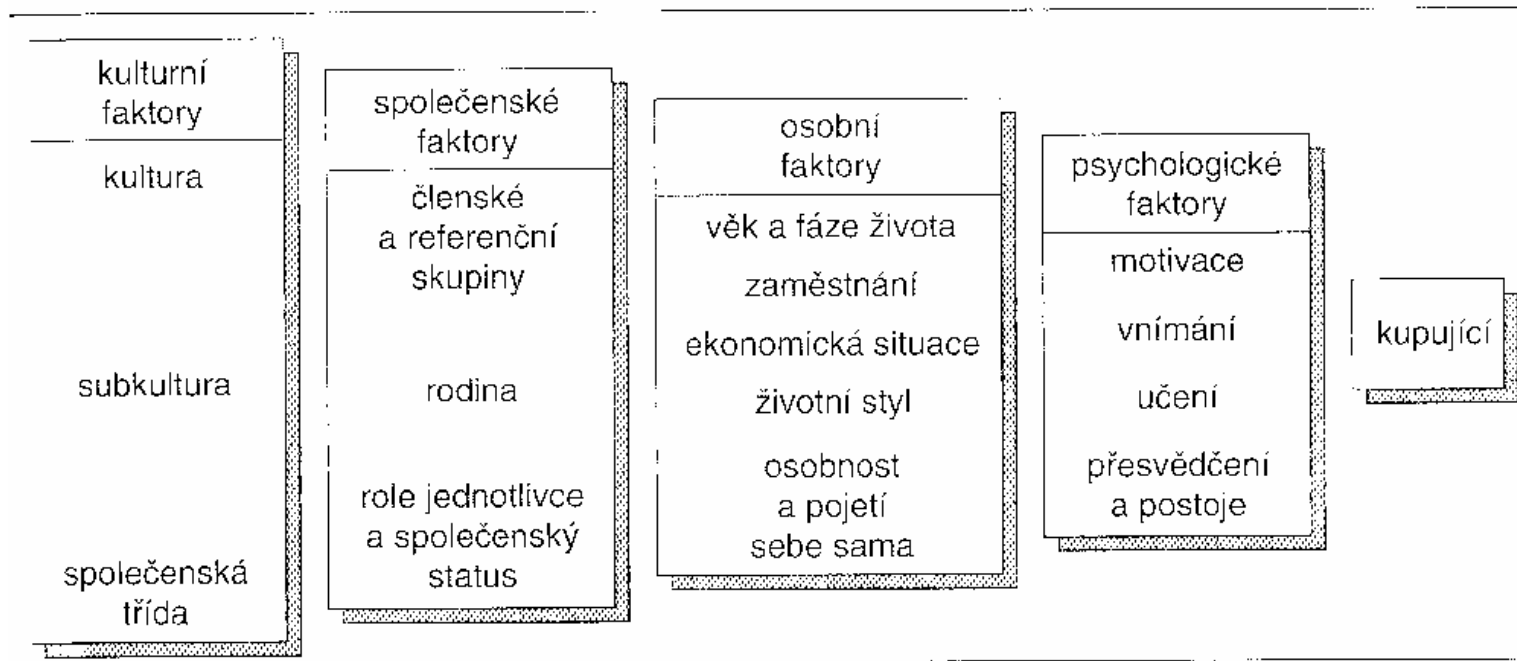 kulturní
faktory
kultura
subkultura
společenská
třída
společenské
faktory
členské
a referenční
skupiny
rodina
role jednotlivce
a společenský
status
osobní
faktory
věk a fáze života
zaměstnání
ekonomická situace
životní styl
osobnost
a pojetí
sebe sama
psychologické
faktory
motivace
vnímání
učení
přesvědčení
a postoje
kupující